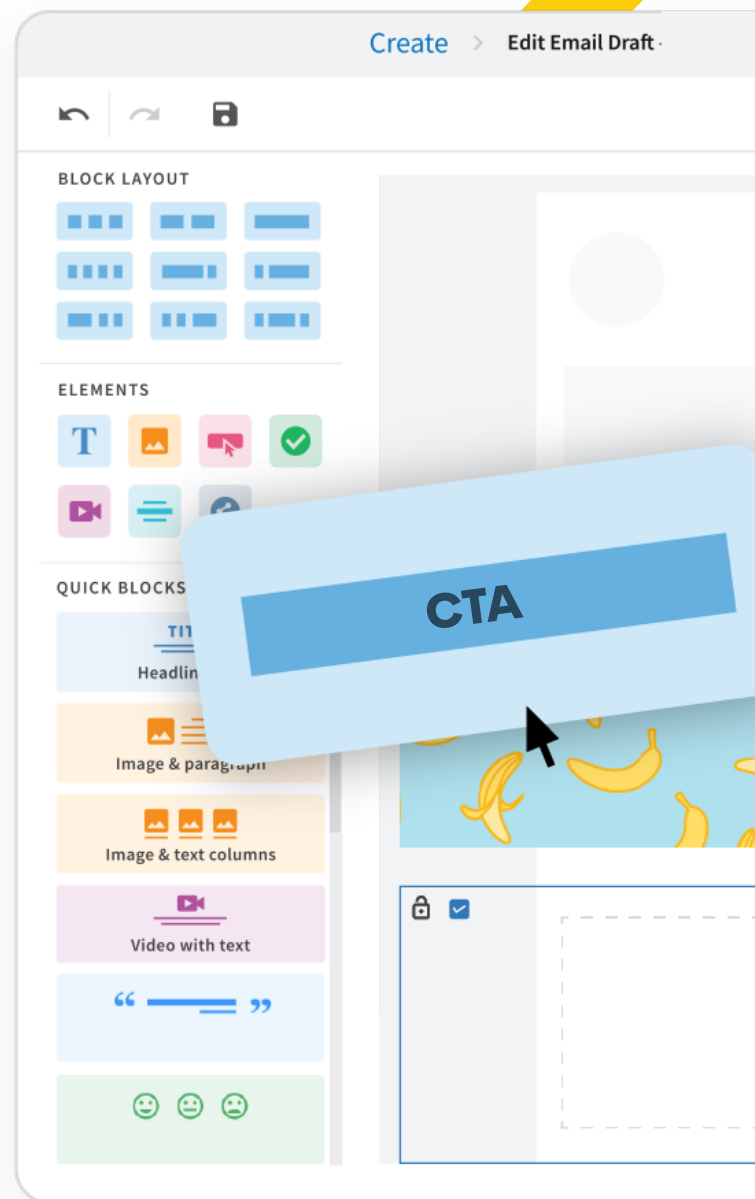 Create > Edit Email Draft
BLOCK LAYOUT
ELEMENTS
T
QUICK BLOCKS
CTA
Image & paragraph
Image & text columns
Video with text
“ ”